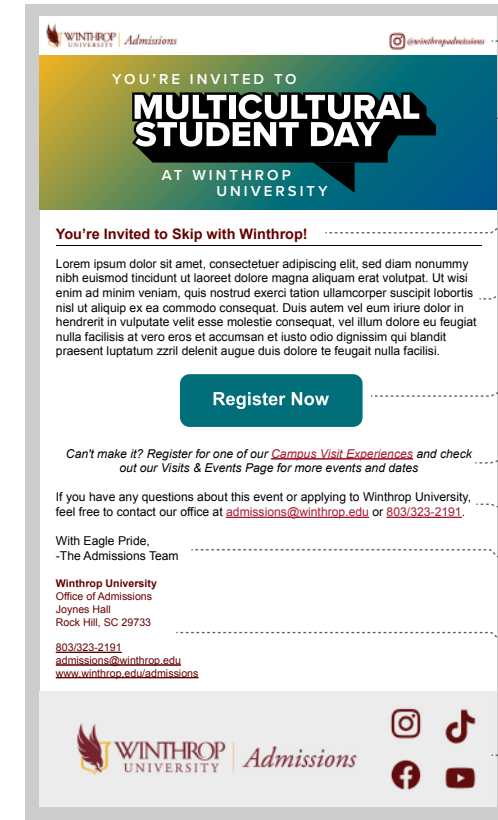 WINTHROP UNIVERSITY Admissions
@winthropadmissions
YOU'RE INVITED TO
MULTICULTURAL
STUDENT DAY
AT WINTHROP
UNIVERSITY
You're Invited to Skip with Winthrop!
Lorem ipsum dolor sit amet, consectetuer adipiscing elit, sed diam nonummy
nibh euismod tincidunt ut laoreet dolore magna aliquam erat volutpat. Ut wisi
enim ad minim veniam, quis nostrud exerci tation ullamcorper suscipit lobortis
nisl ut aliquip ex ea commodo consequat. Duis autem vel eum iriure dolor in
hendrerit in vulputate velit esse molestie consequat, vel illum dolore eu feugiat
nulla facilisis at vero eros et accumsan et iusto odio dignissim qui blandit
praesent luptatum zzril delenit augue duis dolore te feugait nulla facilisi.
Register Now
Can't make it? Register for one of our Campus Visit Experiences and check
out our Visits & Events Page for more events and dates
If you have any questions about this event or applying to Winthrop University,
feel free to contact our office at admissions@winthrop.edu or 803/323-2191.
With Eagle Pride,
-The Admissions Team
Winthrop University
Office of Admissions
Joynes Hall
Rock Hill, SC 29733
803/323-2191
admissions@winthrop.edu
www.winthrop.edu/admissions
WINTHROP
UNIVERSITY
Admissions